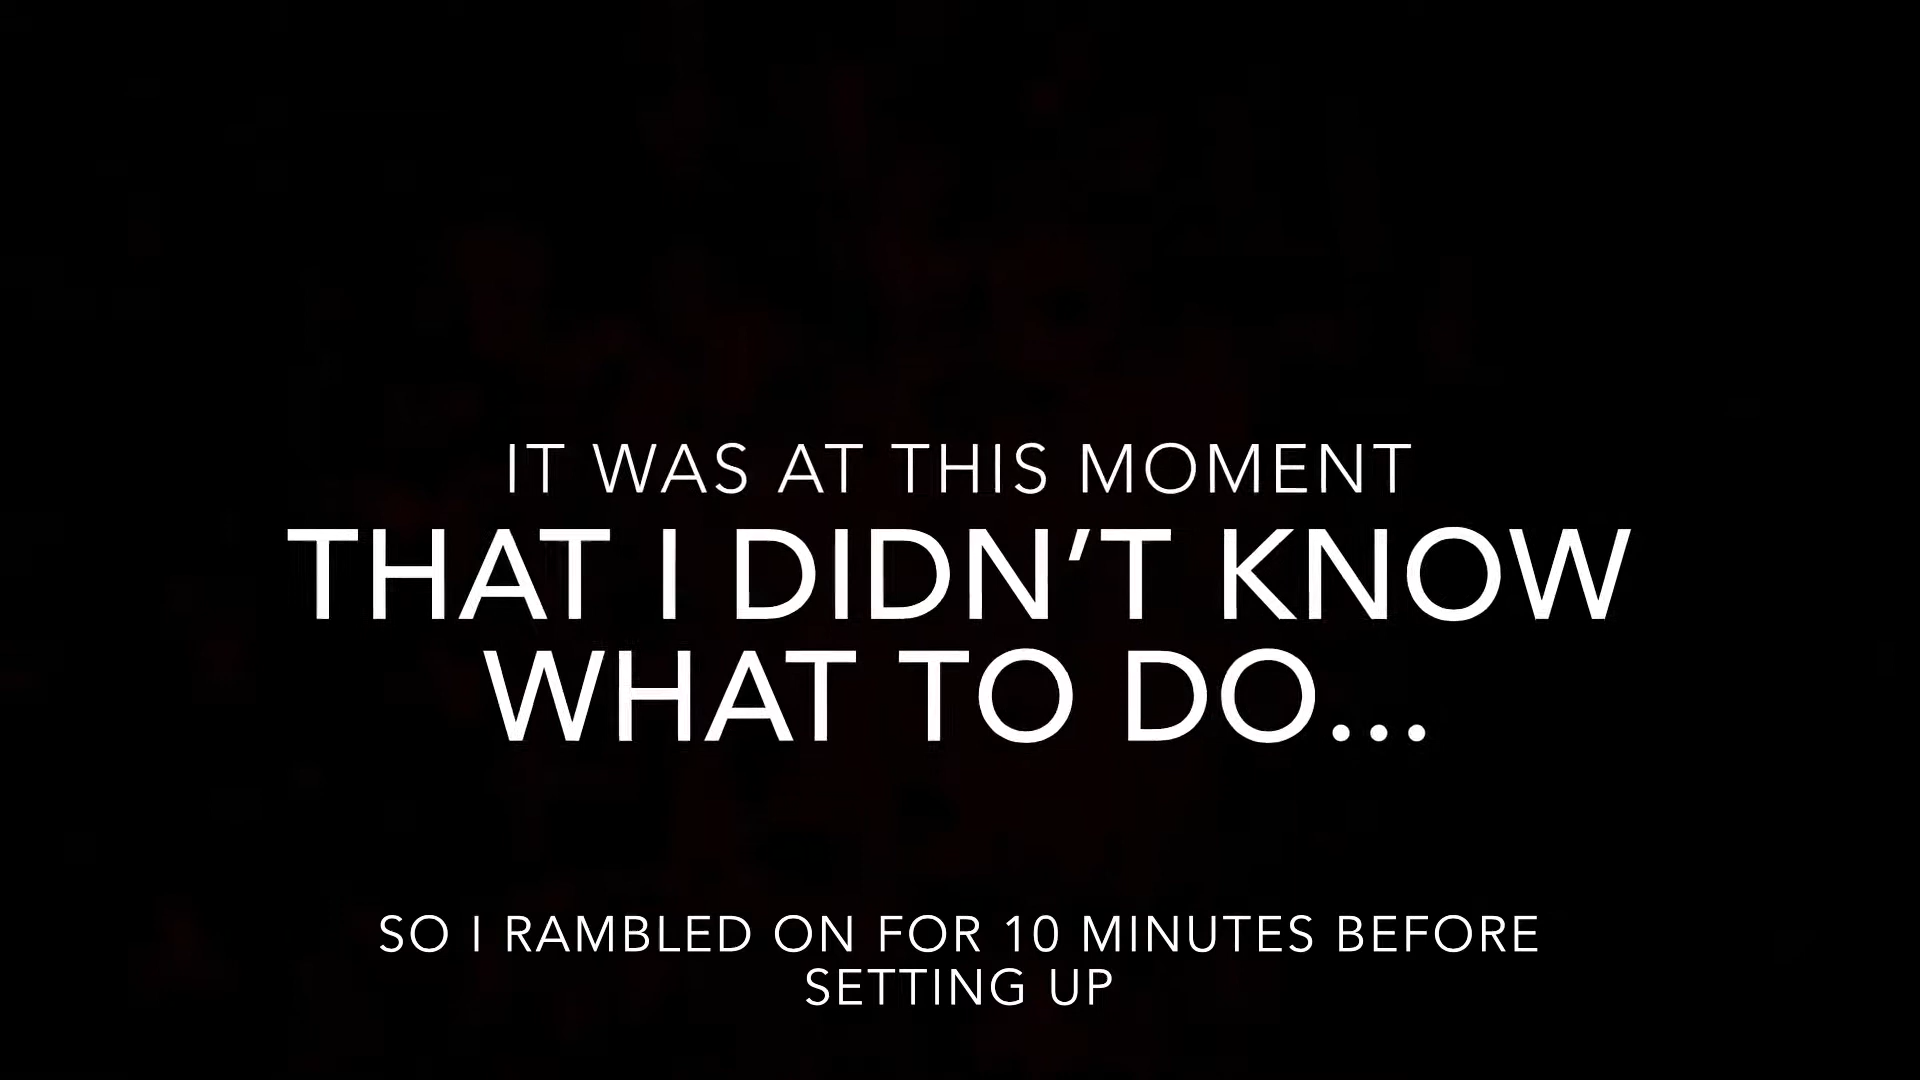 IT WAS AT THIS MOMENT
THAT I DIDN’T KNOW
WHAT TO DO...
SO I RAMBLED ON FOR 10 MINUTES BEFORE
SETTING UP